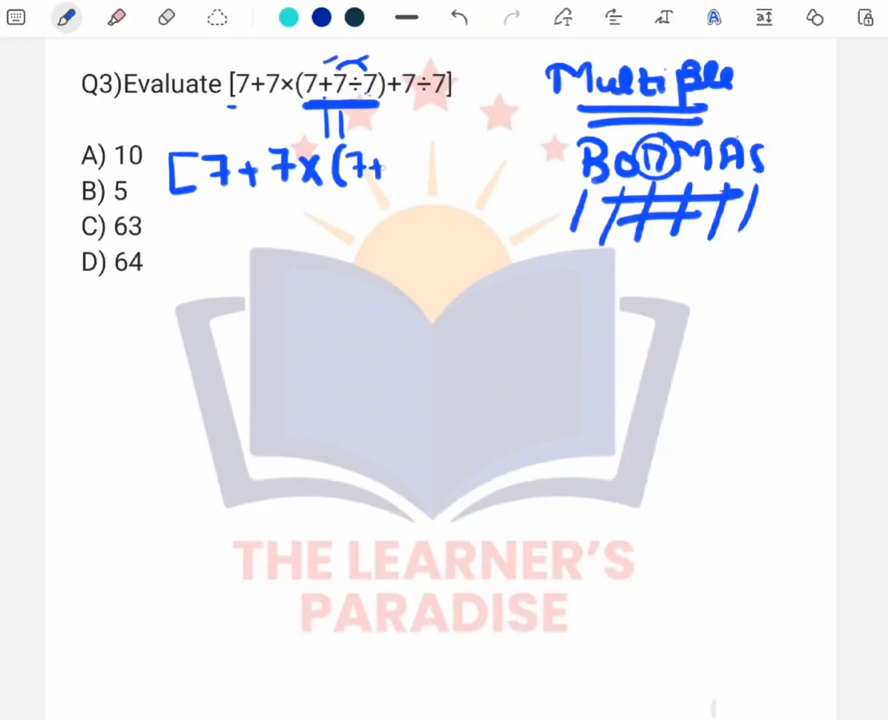 Q3)Evaluate [7+7×(7+7÷7)+7÷7]
Multiple
BODMAS
A) 10
[7+7×(7+
B) 5
C) 63
D) 64
THE LEARNER'S
PARADISE